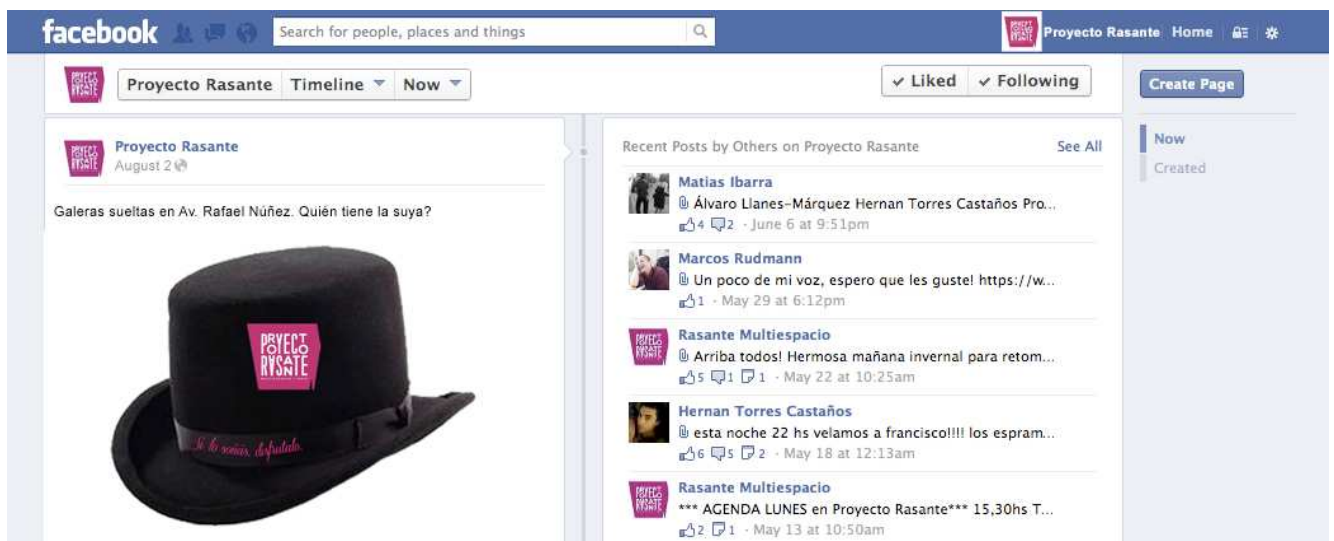 facebook
Search for people, places and things
Proyecto Rasante Home
Proyecto Rasante Timeline Now
Liked Following
Create Page
Now
Created
Proyecto Rasante
August 2
Galeras sueltas en Av. Rafael Núñez. Quién tiene la suya?
PROYECTO
RASANTE
Si lo soñás, disfrutalo.
Recent Posts by Others on Proyecto Rasante See All
Matias Ibarra
Álvaro Llanes-Márquez Hernan Torres Castaños Pro...
4 2 · June 6 at 9:51pm
Marcos Rudmann
Un poco de mi voz, espero que les guste! https://w...
1 · May 29 at 6:12pm
Rasante Multiespacio
Arriba todos! Hermosa mañana invernal para retom...
5 1 1 · May 22 at 10:25am
Hernan Torres Castaños
esta noche 22 hs velamos a francisco!!!! los espram...
6 5 2 · May 18 at 12:13am
Rasante Multiespacio
*** AGENDA LUNES en Proyecto Rasante*** 15,30hs T...
2 1 · May 13 at 10:50am